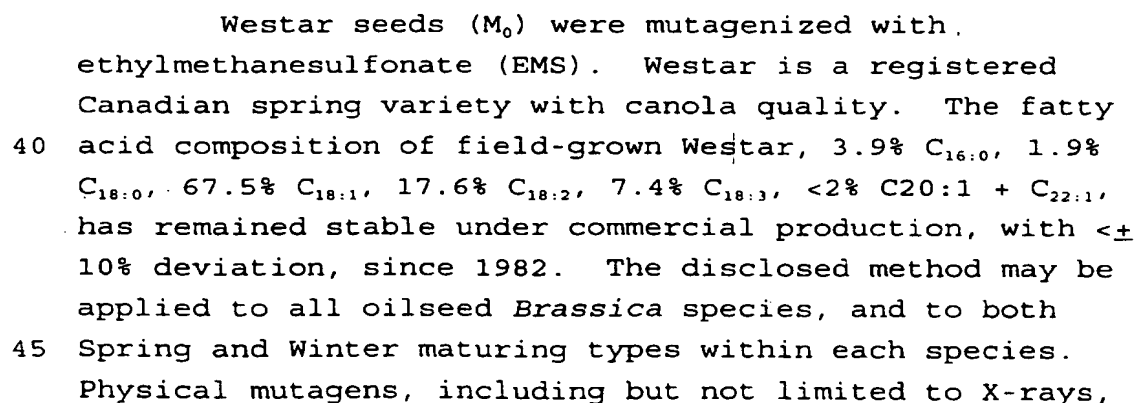 Westar seeds (M₀) were mutagenized with
ethylmethanesulfonate (EMS). Westar is a registered
Canadian spring variety with canola quality. The fatty
40 acid composition of field-grown Westar, 3.9% C₁₆:₀, 1.9%
C₁₈:₀, 67.5% C₁₈:₁, 17.6% C₁₈:₂, 7.4% C₁₈:₃, <2% C20:1 + C₂₂:₁,
has remained stable under commercial production, with <±
10% deviation, since 1982. The disclosed method may be
applied to all oilseed Brassica species, and to both
45 Spring and Winter maturing types within each species.
Physical mutagens, including but not limited to X-rays,